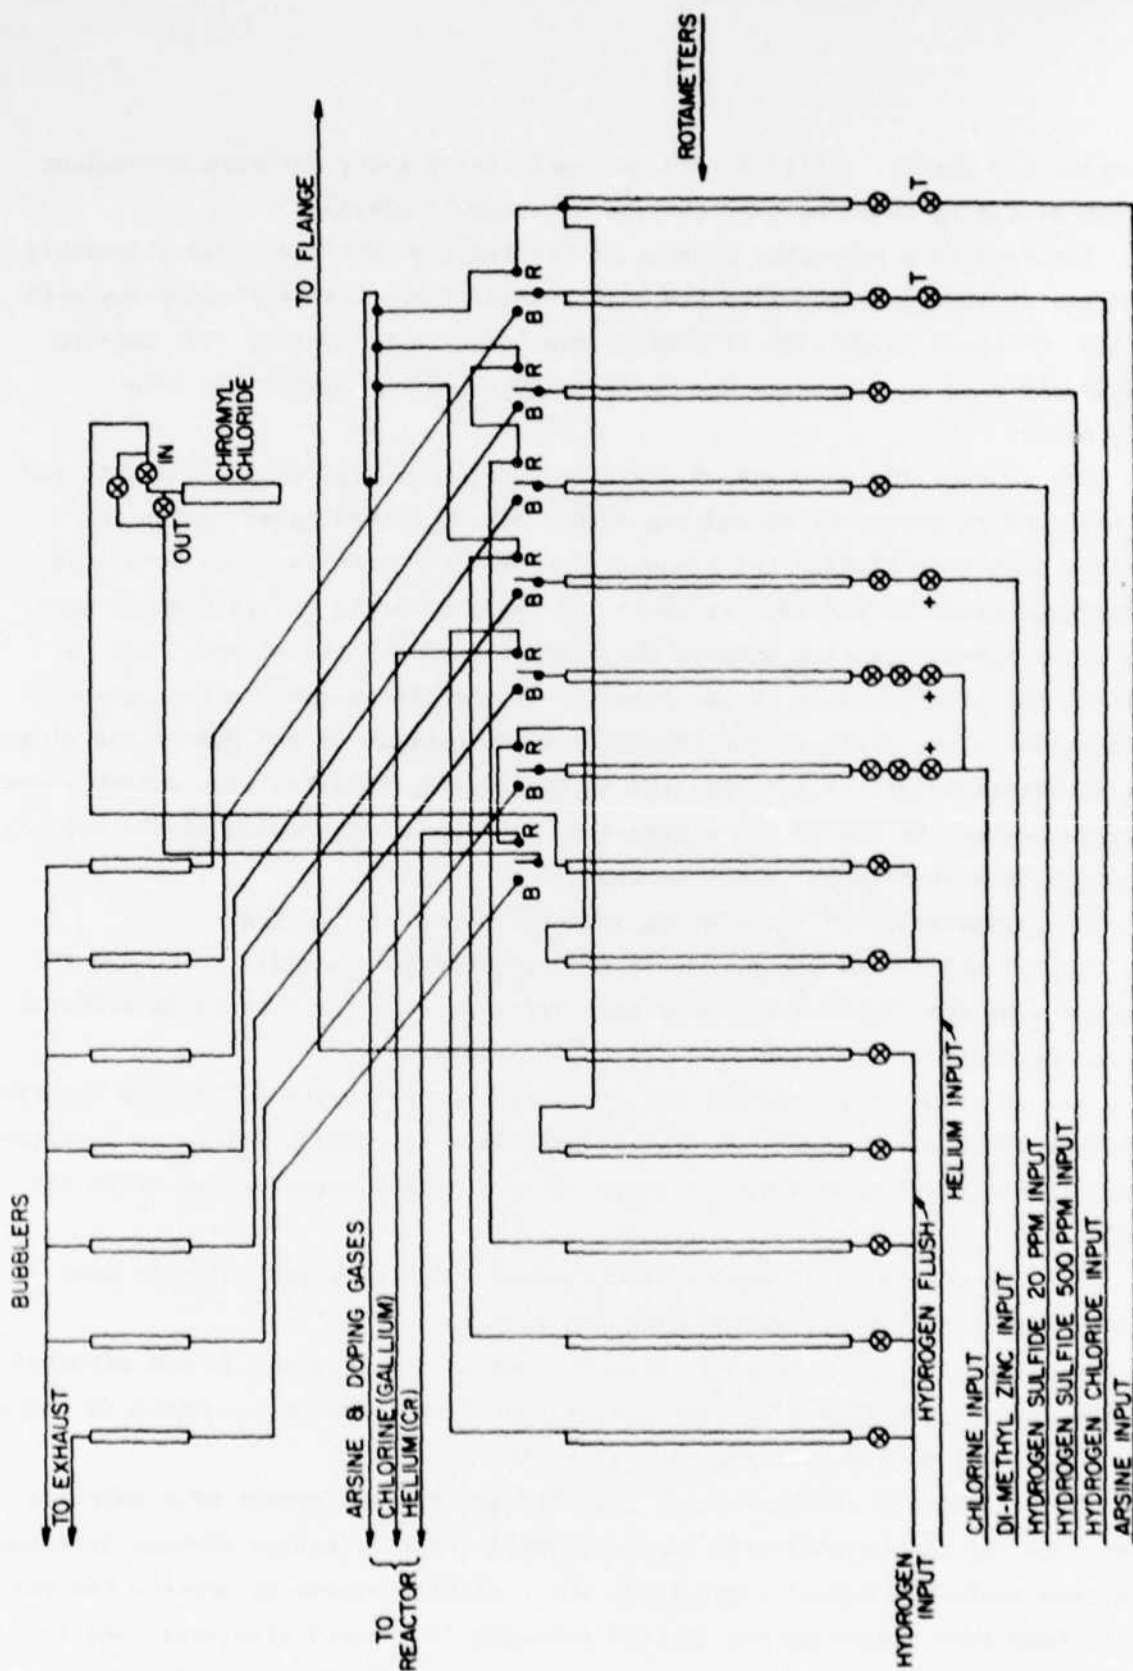 BUBBLERS
TO EXHAUST
TO FLANGE
IN
OUT
CHROMYL
CHLORIDE
ARSINE & DOPING GASES
CHLORINE (GALLIUM)
HELIUM (CR)
TO
REACTOR
B
R
B
R
B
R
B
R
B
R
B
R
B
R
B
R
ROTAMETERS
+
+
+
T
T
HYDROGEN
INPUT
HYDROGEN FLUSH
HELIUM INPUT
CHLORINE INPUT
DI-METHYL ZINC INPUT
HYDROGEN SULFIDE 20 PPM INPUT
HYDROGEN SULFIDE 500 PPM INPUT
HYDROGEN CHLORIDE INPUT
ARSINE INPUT